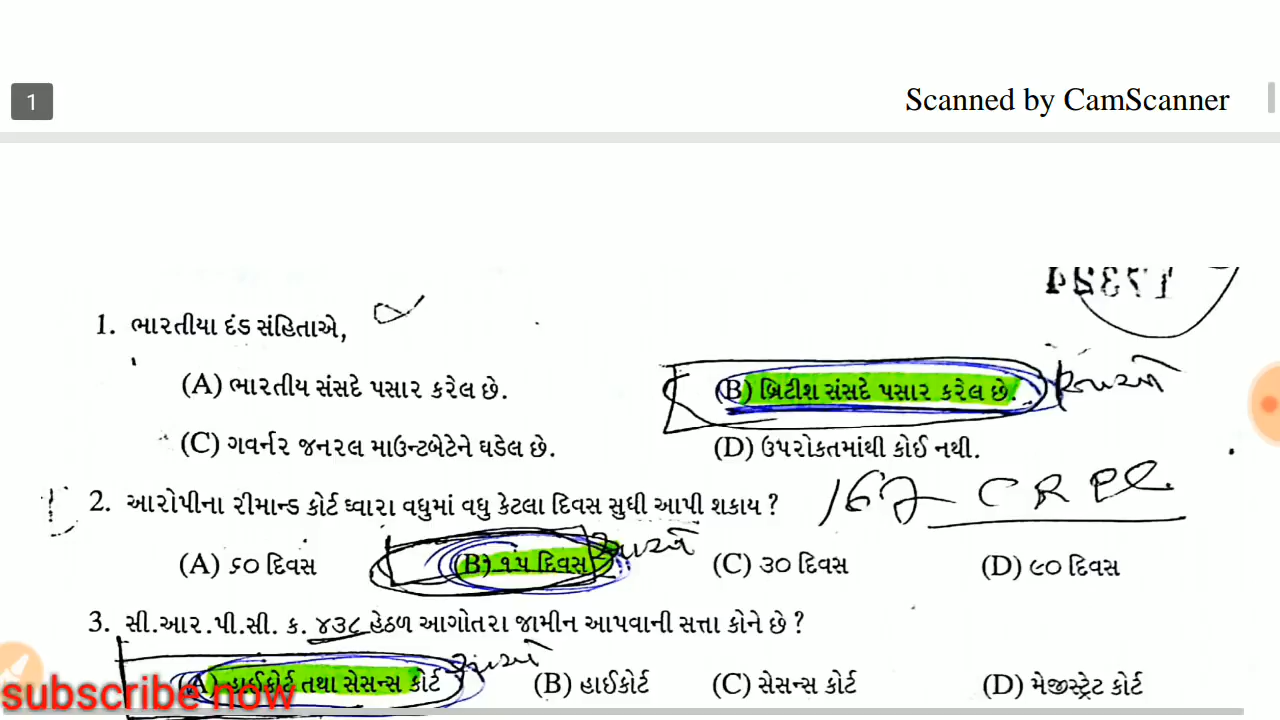 1
Scanned by CamScanner
1. ભારતીયા દંડ સંહિતાએ,
(A) ભારતીય સંસદે પસાર કરેલ છે. (B) બ્રિટીશ સંસદે પસાર કરેલ છે.
(C) ગવર્નર જનરલ માઉન્ટબેટેને ઘડેલ છે. (D) ઉપરોકતમાંથી કોઈ નથી.
2. આરોપીના રીમાન્ડ કોર્ટ ધ્વારા વધુમાં વધુ કેટલા દિવસ સુધી આપી શકાય ? 167 CRPC
(A) ૬૦ દિવસ (B) ૧૫ દિવસ (C) ૩૦ દિવસ (D) ૯૦ દિવસ
3. સી.આર.પી.સી. ક. ૪૩૮ હેઠળ આગોતરા જામીન આપવાની સત્તા કોને છે ?
(A) હાઈકોર્ટ તથા સેસન્સ કોર્ટ (B) હાઈકોર્ટ (C) સેસન્સ કોર્ટ (D) મેજીસ્ટ્રેટ કોર્ટ
subscribe now